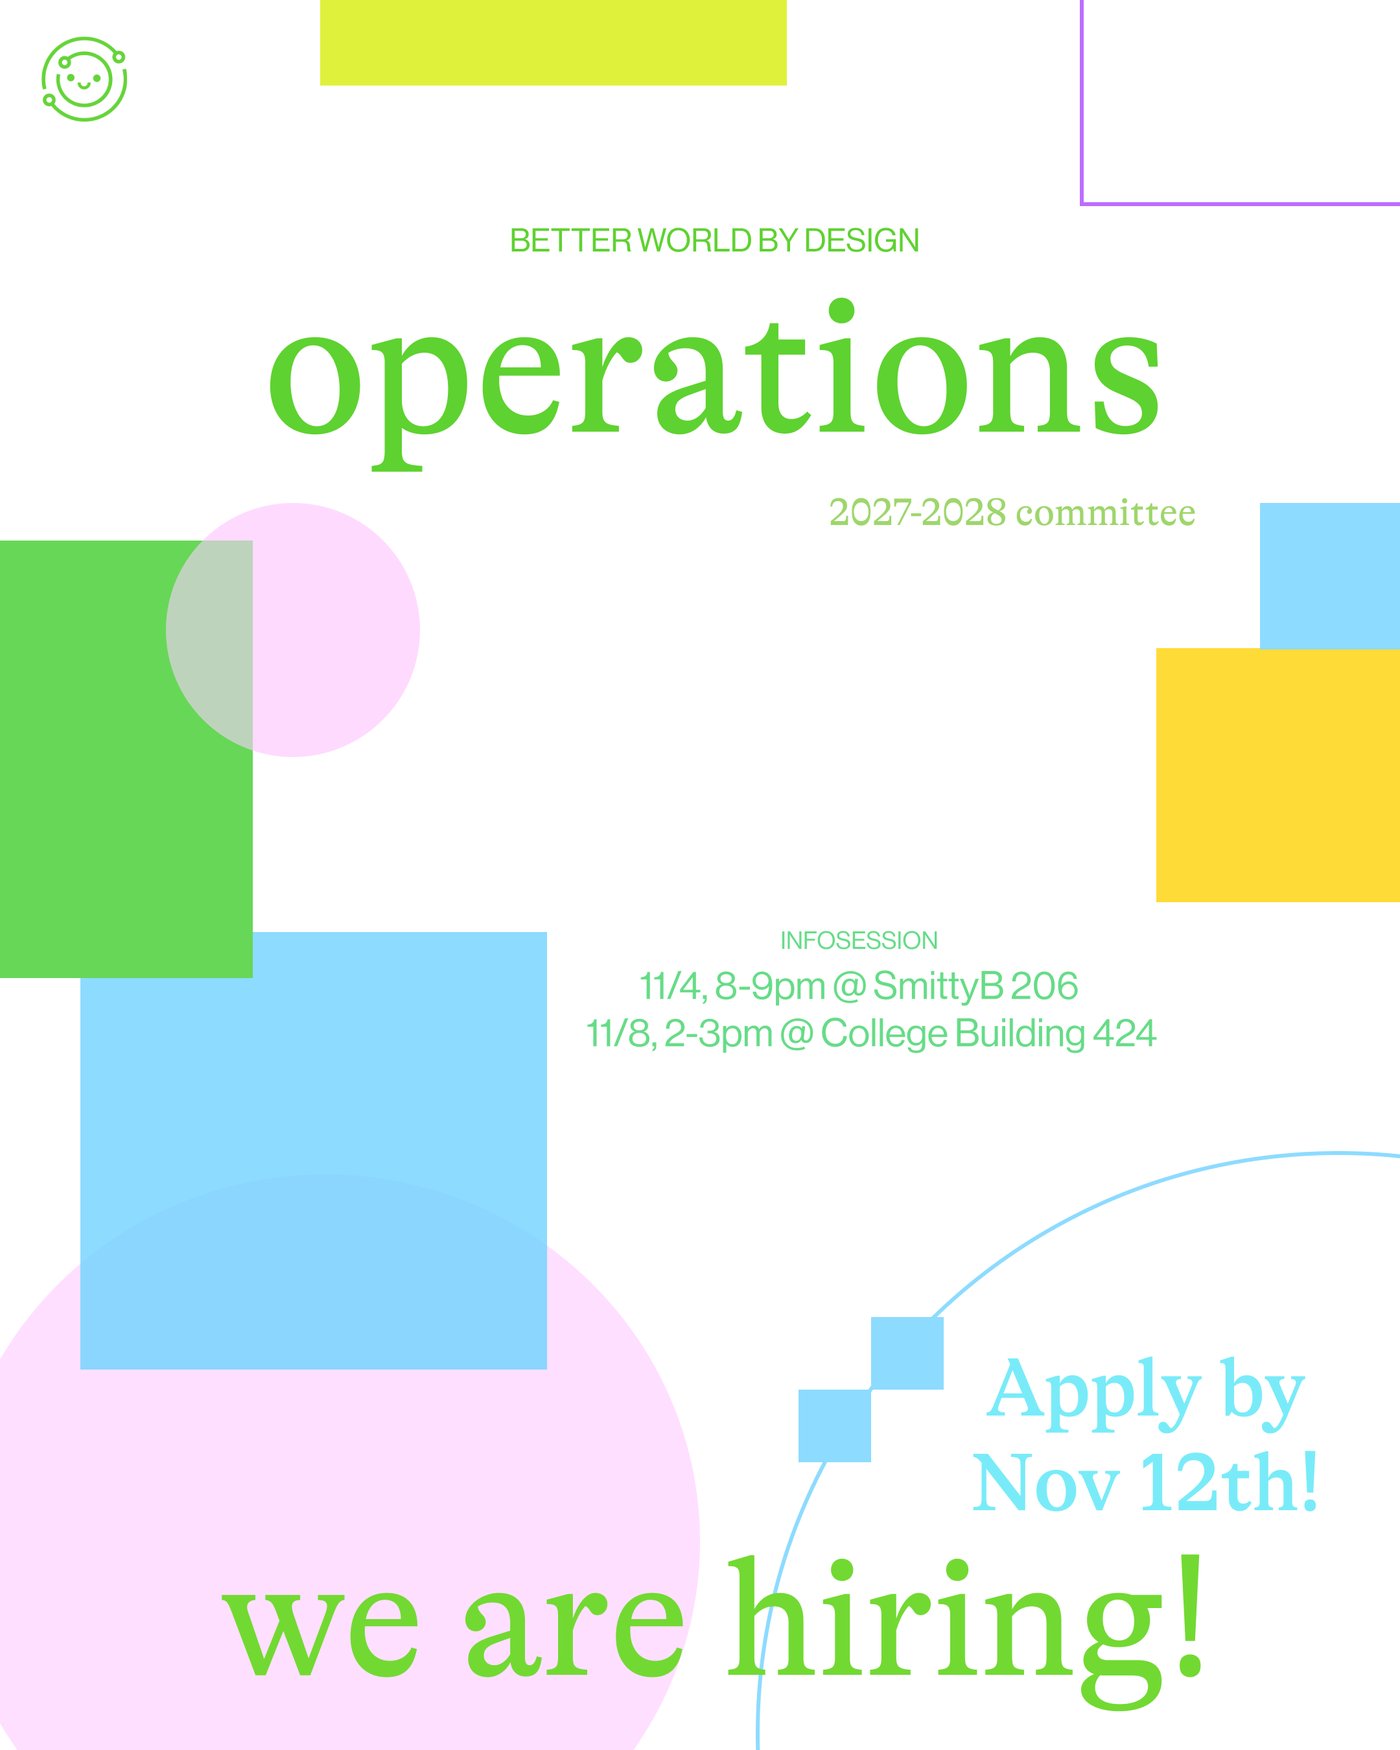 BETTER WORLD BY DESIGN
operations
2027-2028 committee
INFOSESSION
11/4, 8-9pm @ SmittyB 206
11/8, 2-3pm @ College Building 424
Apply by
Nov 12th!
we are hiring!